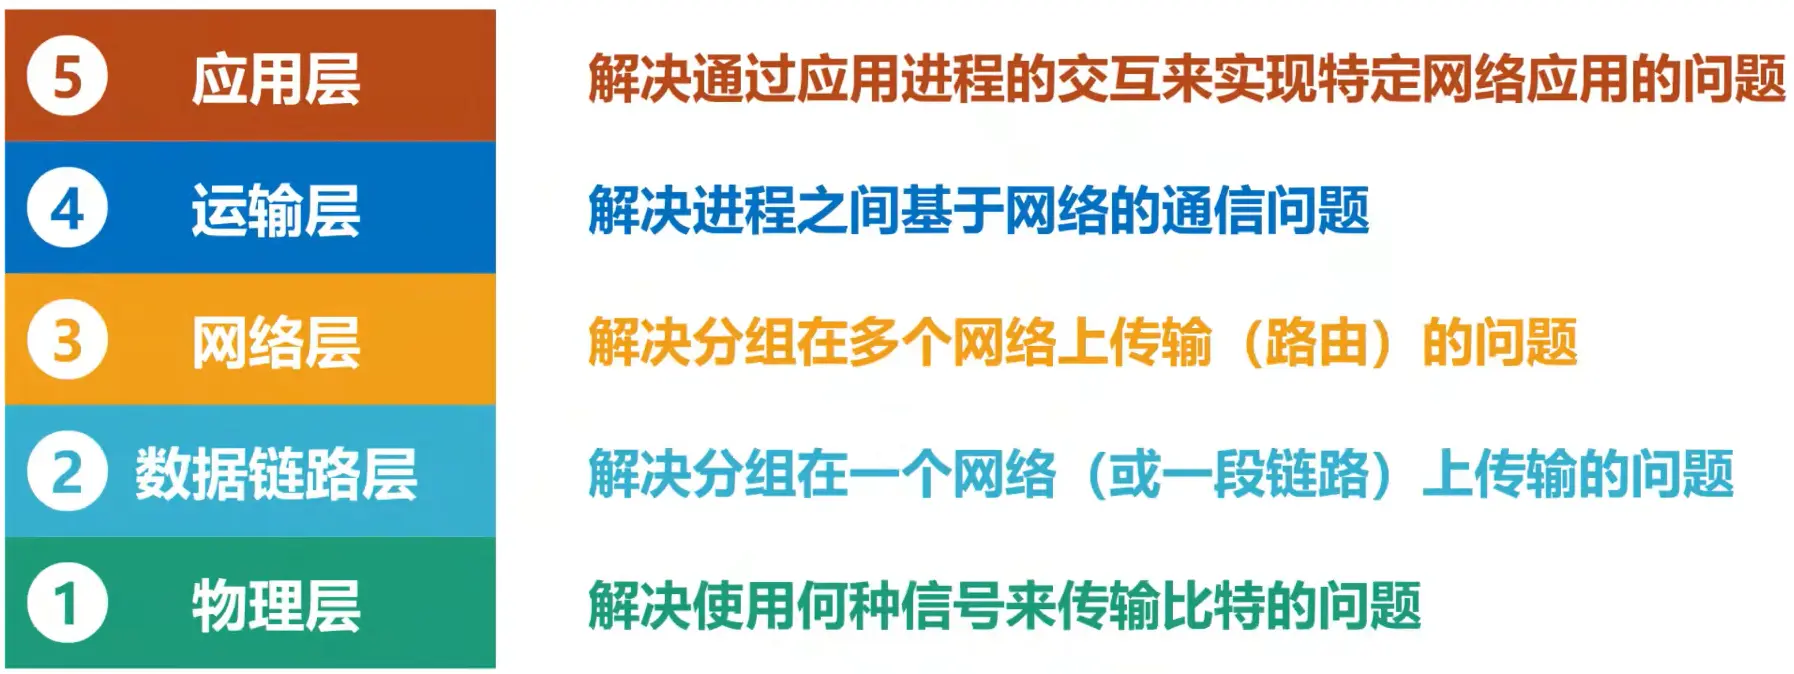 5 应用层 解决通过应用进程的交互来实现特定网络应用的问题
4 运输层 解决进程之间基于网络的通信问题
3 网络层 解决分组在多个网络上传输（路由）的问题
2 数据链路层 解决分组在一个网络（或一段链路）上传输的问题
1 物理层 解决使用何种信号来传输比特的问题